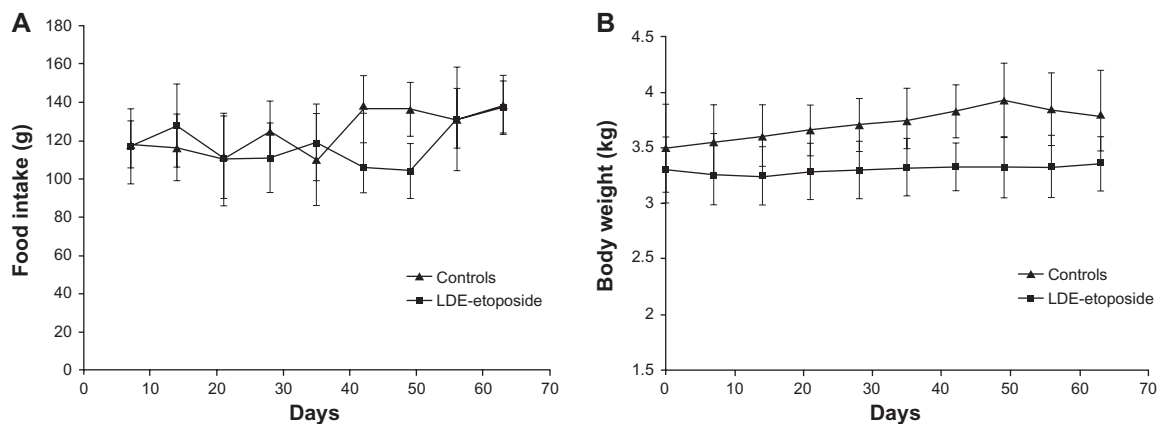 A
Food intake (g)
180
160
140
120
100
80
60
40
20
0
0 10 20 30 40 50 60 70
Days
Controls
LDE-etoposide
B
Body weight (kg)
4.5
4
3.5
3
2.5
2
1.5
0 10 20 30 40 50 60 70
Days
Controls
LDE-etoposide